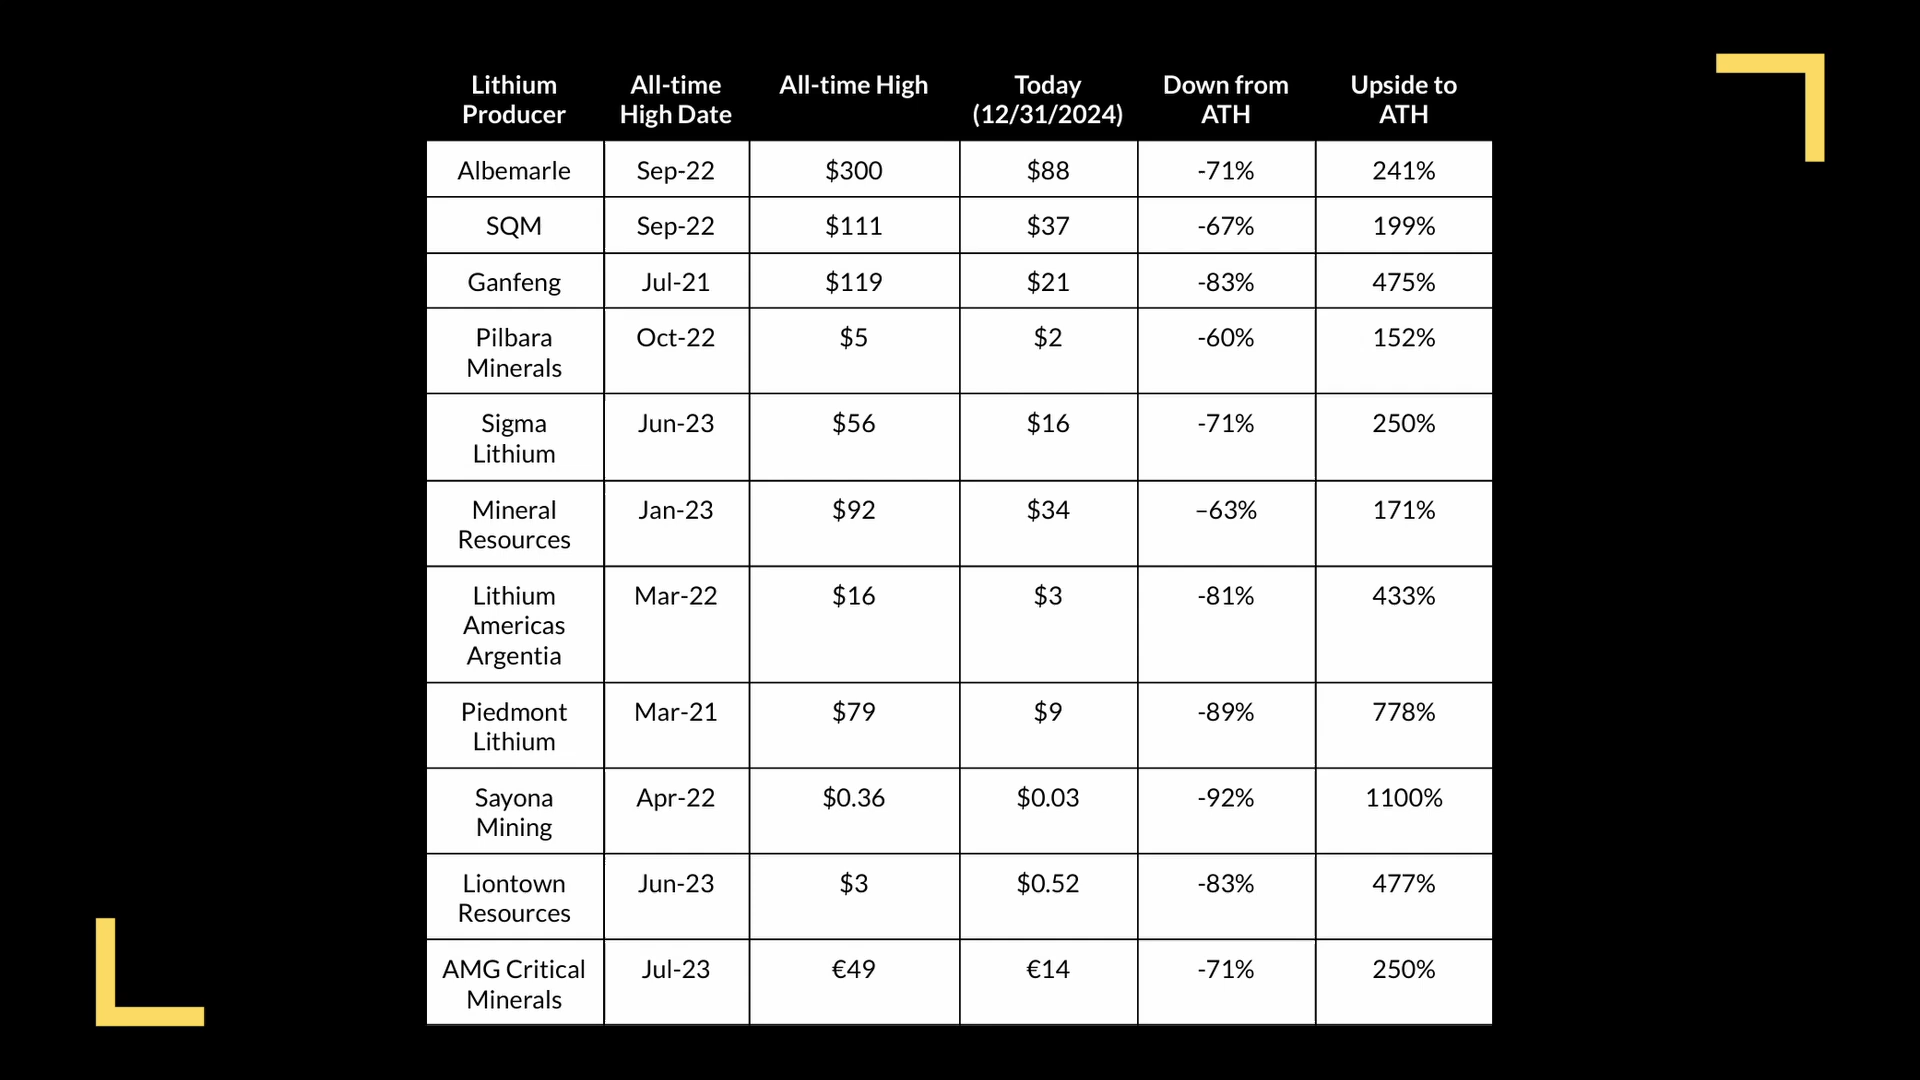 Lithium Producer | All-time High Date | All-time High | Today (12/31/2024) | Down from ATH | Upside to ATH
Albemarle | Sep-22 | $300 | $88 | -71% | 241%
SQM | Sep-22 | $111 | $37 | -67% | 199%
Ganfeng | Jul-21 | $119 | $21 | -83% | 475%
Pilbara Minerals | Oct-22 | $5 | $2 | -60% | 152%
Sigma Lithium | Jun-23 | $56 | $16 | -71% | 250%
Mineral Resources | Jan-23 | $92 | $34 | –63% | 171%
Lithium Americas Argentia | Mar-22 | $16 | $3 | -81% | 433%
Piedmont Lithium | Mar-21 | $79 | $9 | -89% | 778%
Sayona Mining | Apr-22 | $0.36 | $0.03 | -92% | 1100%
Liontown Resources | Jun-23 | $3 | $0.52 | -83% | 477%
AMG Critical Minerals | Jul-23 | €49 | €14 | -71% | 250%